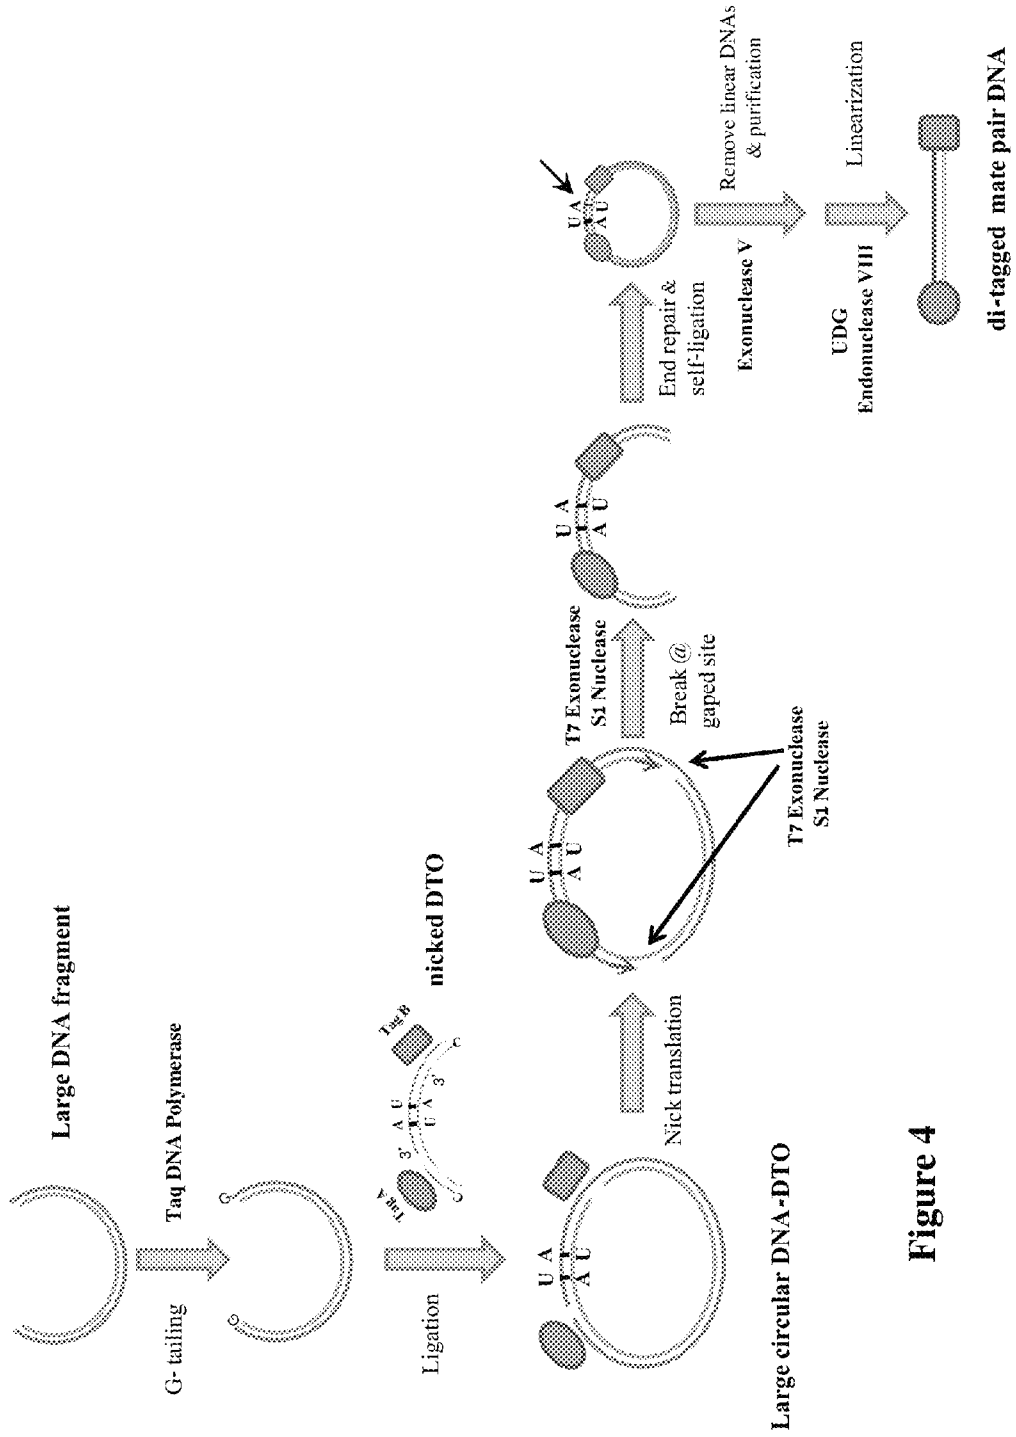 Large DNA fragment
G- tailing
Taq DNA Polymerase
G
G
Ligation
Tag A
Tag B
3'
A U
U A
3'
C
C
nicked DTO
U A
A U
Large circular DNA-DTO
Nick translation
U A
A U
T7 Exonuclease
S1 Nuclease
T7 Exonuclease
S1 Nuclease
Break @
gaped site
U A
A U
End repair &
self-ligation
U A
A U
Exonuclease V
Remove linear DNAs
& purification
UDG
Endonuclease VIII
Linearization
di-tagged mate pair DNA
Figure 4